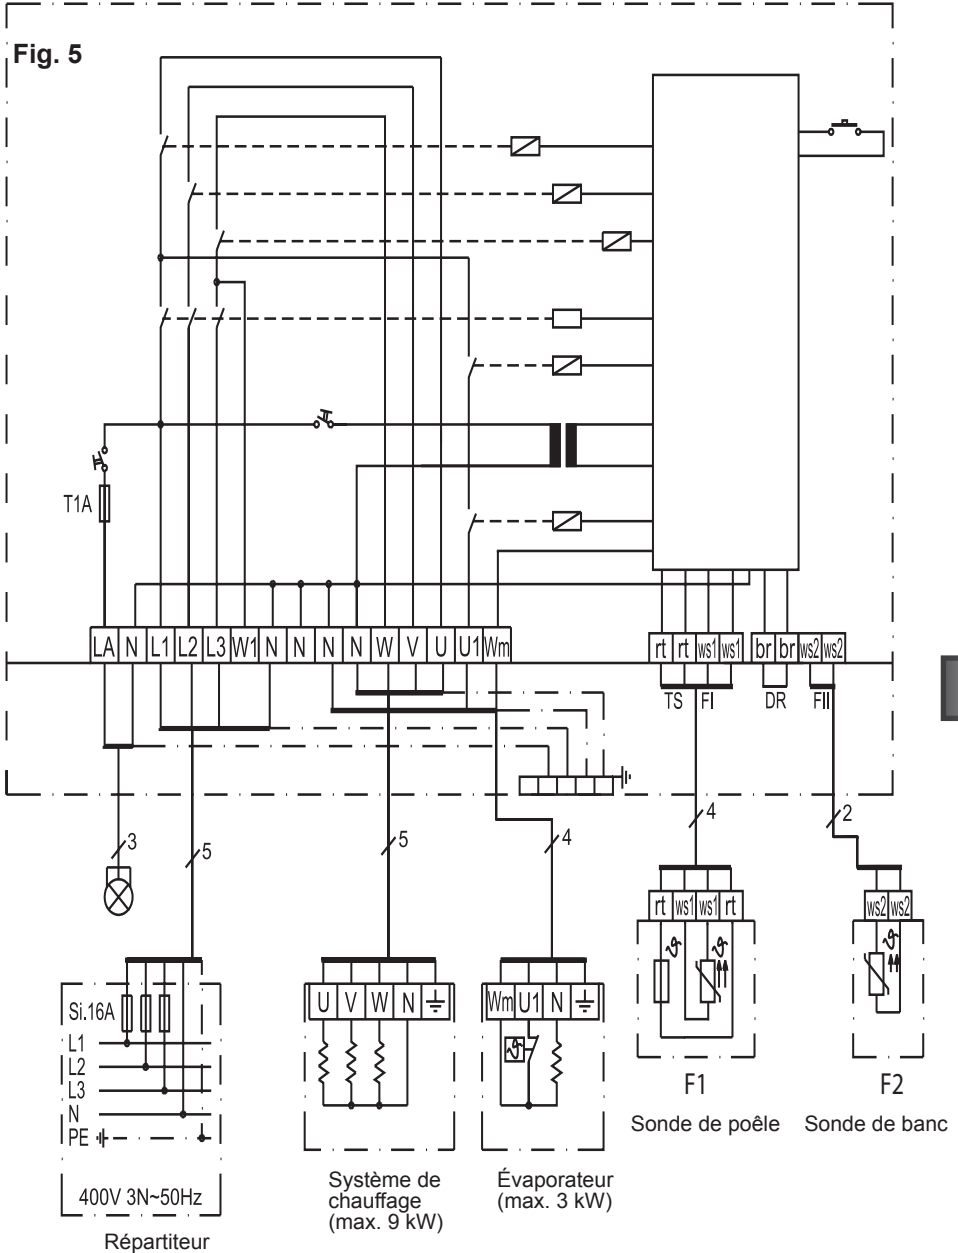 Fig. 5
T1A
LA N L1 L2 L3 W1 N N N N W V U U1 Wm
rt rt ws1 ws1 br br ws2 ws2
TS FI DR FII
3 5 5 4 4 2
rt ws1 ws1 rt
ws2 ws2
U V W N
Wm U1 N
Si.16A
L1
L2
L3
N
PE
400V 3N~50Hz
Répartiteur
Système de
chauffage
(max. 9 kW)
Évaporateur
(max. 3 kW)
F1
Sonde de poêle
F2
Sonde de banc